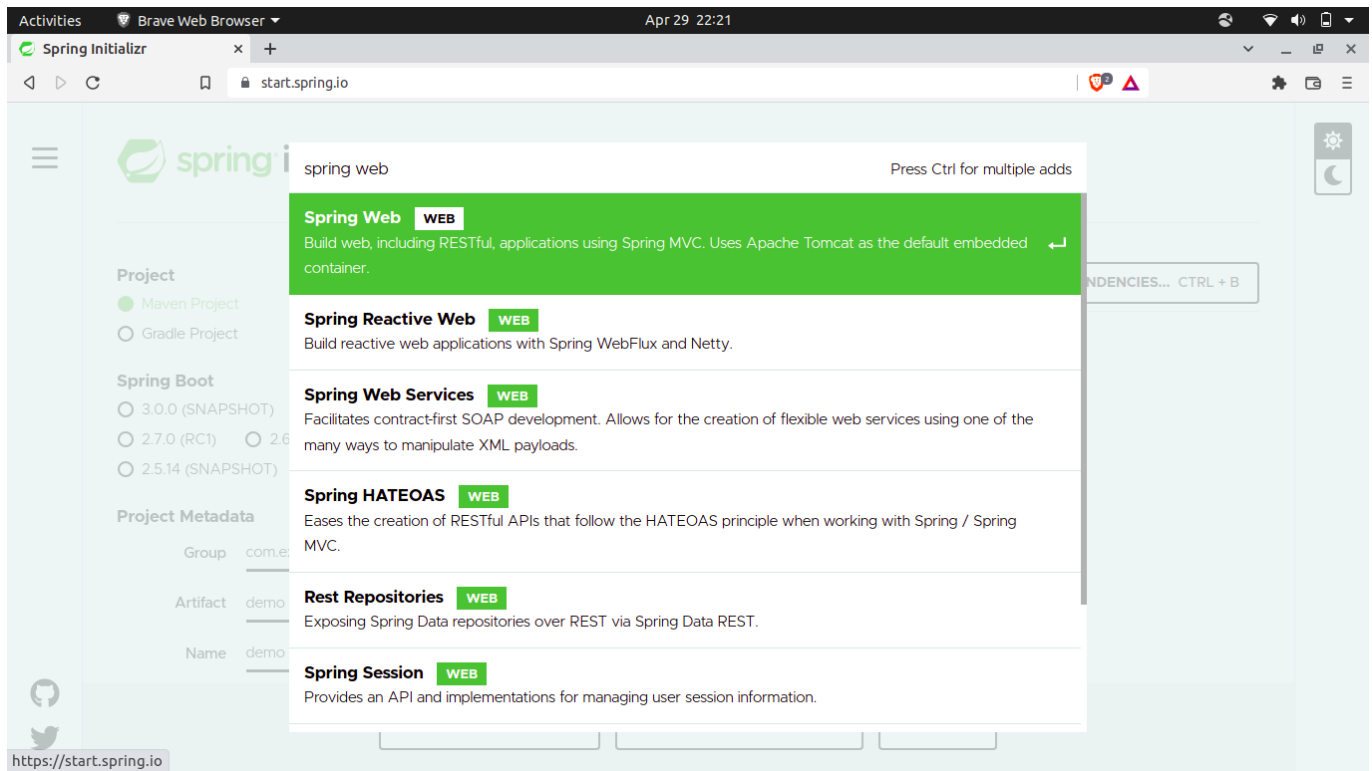 Activities Brave Web Browser Apr 29 22:21
Spring Initializr × +
start.spring.io 2
spring i
spring web Press Ctrl for multiple adds
Spring Web WEB
Build web, including RESTful, applications using Spring MVC. Uses Apache Tomcat as the default embedded
container.
Project
NDENCIES... CTRL + B
Maven Project
Gradle Project
Spring Reactive Web WEB
Build reactive web applications with Spring WebFlux and Netty.
Spring Boot
3.0.0 (SNAPSHOT)
2.7.0 (RC1) 2.6
2.5.14 (SNAPSHOT)
Spring Web Services WEB
Facilitates contract-first SOAP development. Allows for the creation of flexible web services using one of the
many ways to manipulate XML payloads.
Project Metadata
Group com.e
Artifact demo
Name demo
Spring HATEOAS WEB
Eases the creation of RESTful APIs that follow the HATEOAS principle when working with Spring / Spring
MVC.
Rest Repositories WEB
Exposing Spring Data repositories over REST via Spring Data REST.
Spring Session WEB
Provides an API and implementations for managing user session information.
https://start.spring.io